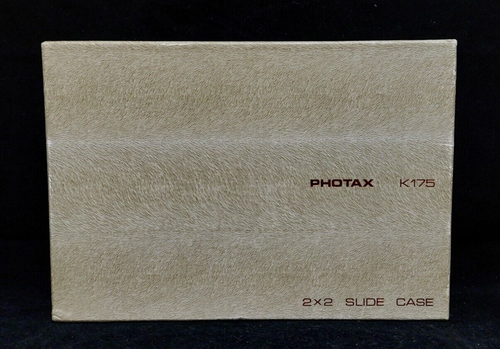 PHOTAX K175
2×2 SLIDE CASE